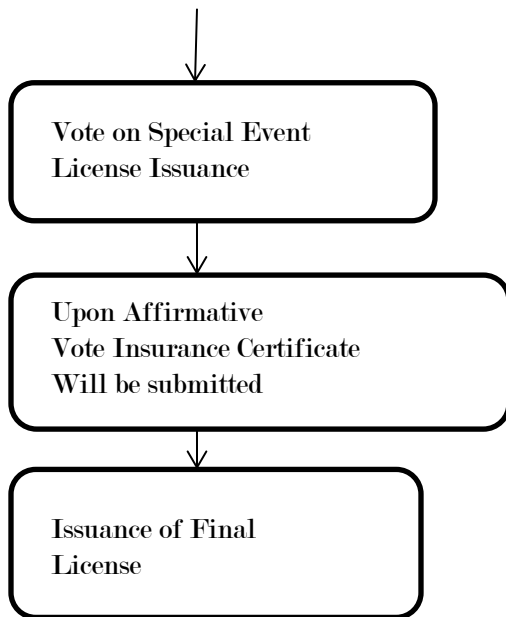 Vote on Special Event
License Issuance
Upon Affirmative
Vote Insurance Certificate
Will be submitted
Issuance of Final
License